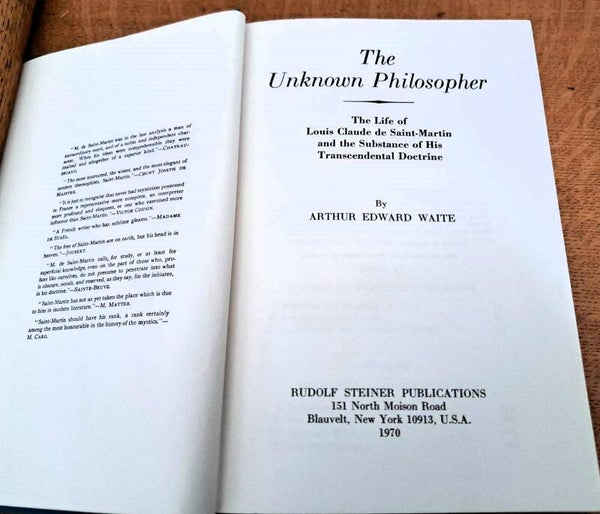 "M. de Saint-Martin was in the last analysis a man of
extraordinary merit, and of a noble and independent char-
acter. When his ideas were comprehensible they were
exalted and altogether of a superior kind."—CHATEAU-
BRIAND.
"The most instructed, the wisest, and the most elegant of
modern theosophists, Saint-Martin."—COUNT JOSEPH DE
MAISTRE.
"It is just to recognise that never had mysticism possessed
in France a representative more complete, an interpreter
more profound and eloquent, or one who exercised more
influence than Saint-Martin."—VICTOR COUSIN.
"A French writer who has sublime gleams."—MADAME
DE STAEL.
"The feet of Saint-Martin are on earth, but his head is in
heaven."—JOUBERT.
"M. de Saint-Martin calls, for study, or at least for
superficial knowledge, even on the part of those who, pro-
fane like ourselves, do not presume to penetrate into what
is obscure, occult, and reserved, as they say, for the initiates,
in his doctrine."—SAINTE-BEUVE.
"Saint-Martin has not as yet taken the place which is due
to him in modern literature."—M. MATTER.
"Saint-Martin should have his rank, a rank certainly
among the most honourable in the history of the mystics."—
M. CARO.
The
Unknown Philosopher
The Life of
Louis Claude de Saint-Martin
and the Substance of His
Transcendental Doctrine
By
ARTHUR EDWARD WAITE
RUDOLF STEINER PUBLICATIONS
151 North Moison Road
Blauvelt, New York 10913, U.S.A.
1970